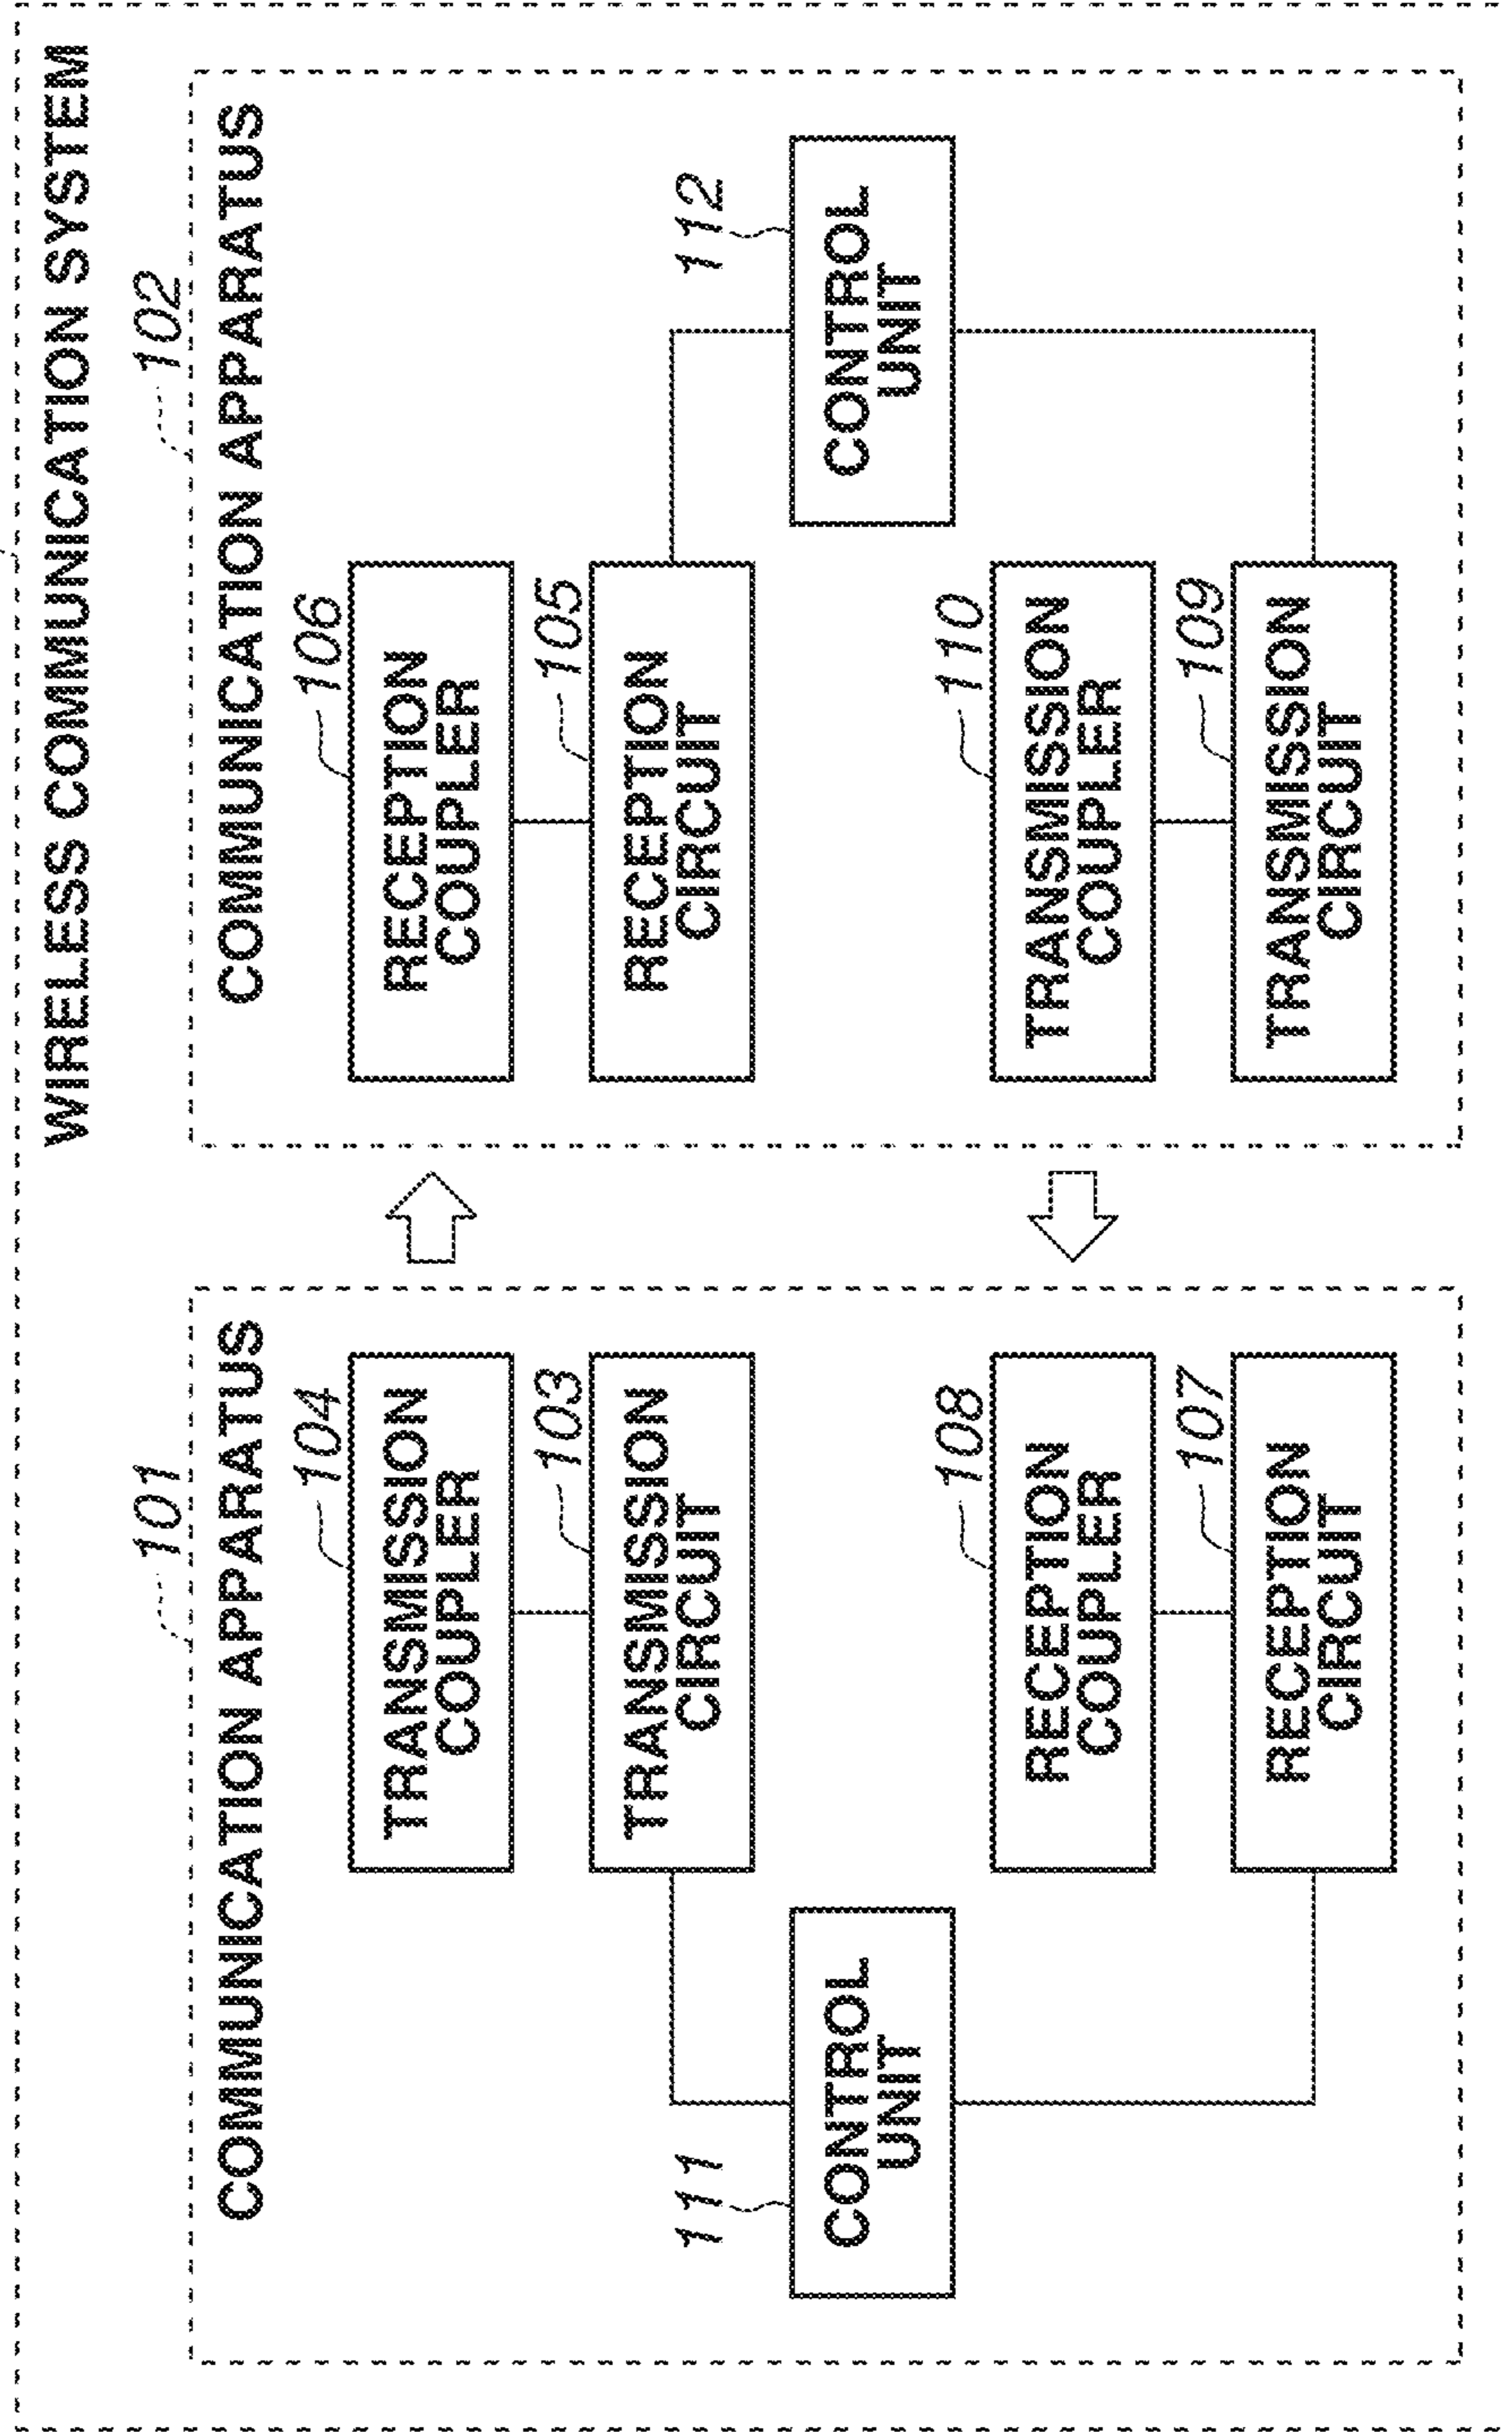 WIRELESS COMMUNICATION SYSTEM
101
COMMUNICATION APPARATUS
104
TRANSMISSION
COUPLER
103
TRANSMISSION
CIRCUIT
111
CONTROL
UNIT
108
RECEPTION
COUPLER
107
RECEPTION
CIRCUIT
102
COMMUNICATION APPARATUS
106
RECEPTION
COUPLER
105
RECEPTION
CIRCUIT
112
CONTROL
UNIT
110
TRANSMISSION
COUPLER
109
TRANSMISSION
CIRCUIT